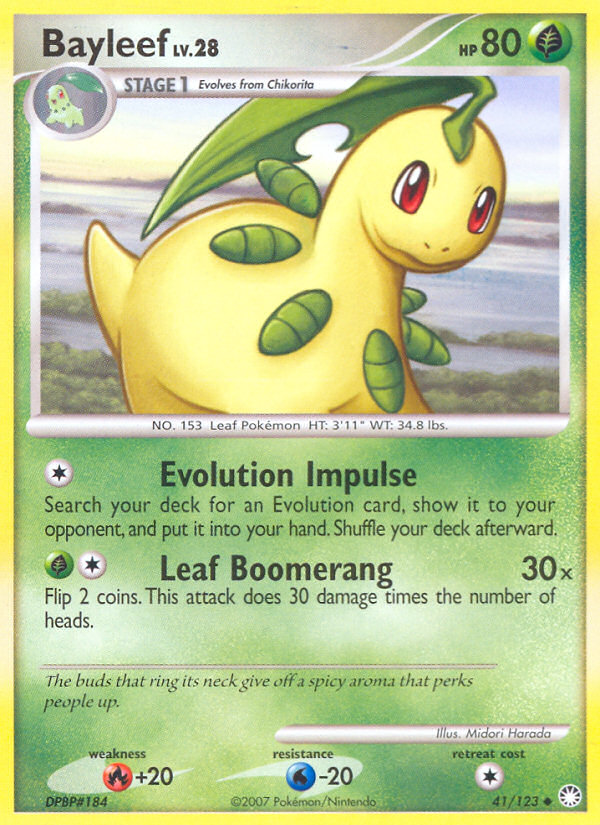 Bayleef LV.28 HP 80
STAGE 1 Evolves from Chikorita
NO. 153 Leaf Pokémon HT: 3'11" WT: 34.8 lbs.
Evolution Impulse
Search your deck for an Evolution card, show it to your
opponent, and put it into your hand. Shuffle your deck afterward.
Leaf Boomerang 30x
Flip 2 coins. This attack does 30 damage times the number of
heads.
The buds that ring its neck give off a spicy aroma that perks
people up.
Illus. Midori Harada
weakness resistance retreat cost
+20 -20
DPBP#184 ©2007 Pokémon/Nintendo 41/123